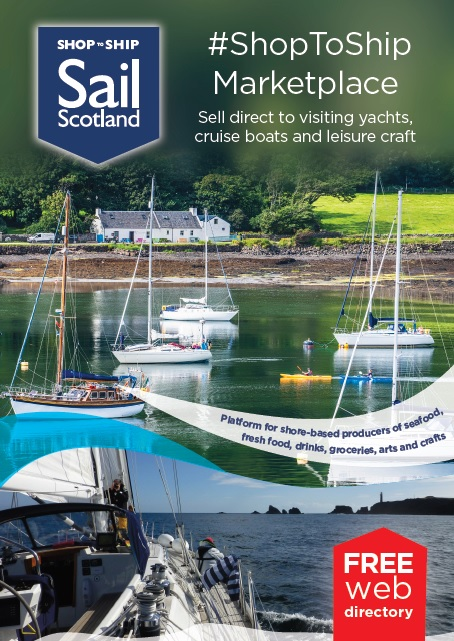 SHOP TO SHIP
Sail
Scotland
#ShopToShip
Marketplace
Sell direct to visiting yachts,
cruise boats and leisure craft
Platform for shore-based producers of seafood,
fresh food, drinks, groceries, arts and crafts
FREE
web
directory